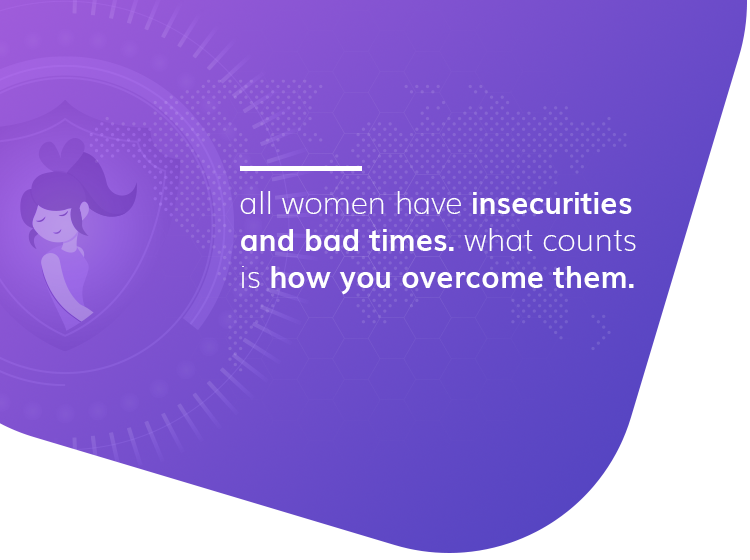 all women have insecurities
and bad times. what counts
is how you overcome them.